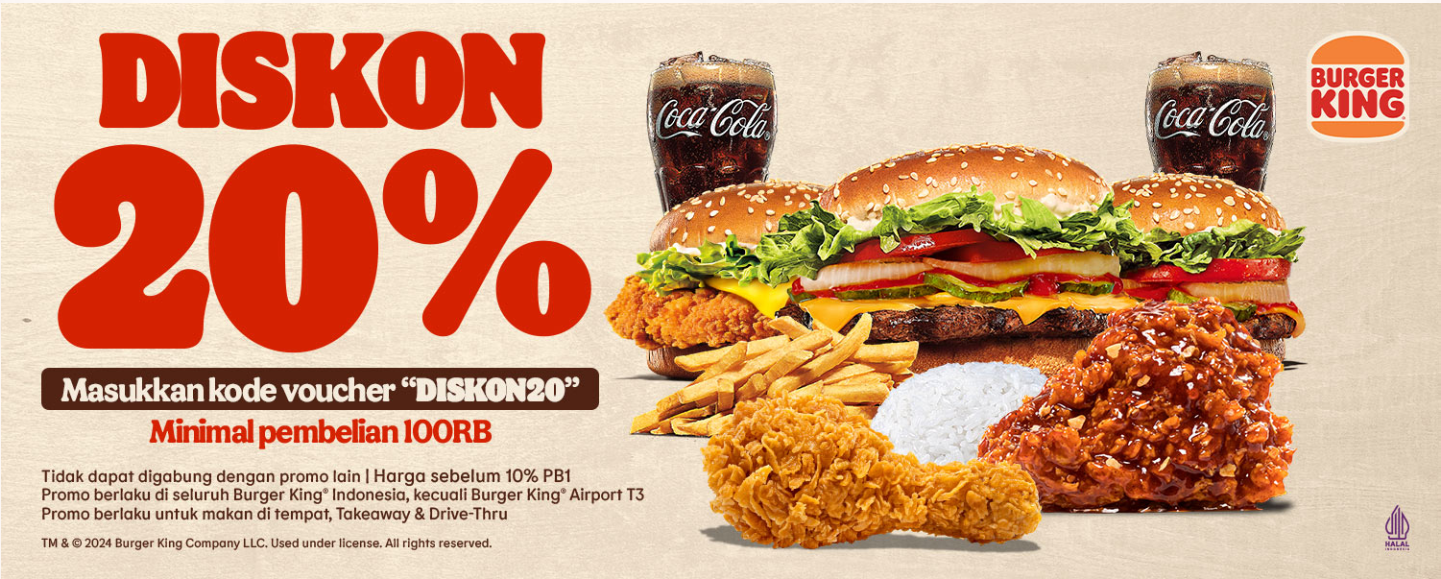 DISKON
20%
Masukkan kode voucher “DISKON20”
Minimal pembelian 100RB
Tidak dapat digabung dengan promo lain | Harga sebelum 10% PB1
Promo berlaku di seluruh Burger King® Indonesia, kecuali Burger King® Airport T3
Promo berlaku untuk makan di tempat, Takeaway & Drive-Thru
TM & © 2024 Burger King Company LLC. Used under license. All rights reserved.
Coca-Cola®
Coca-Cola®
BURGER
KING
HALAL
INDONESIA